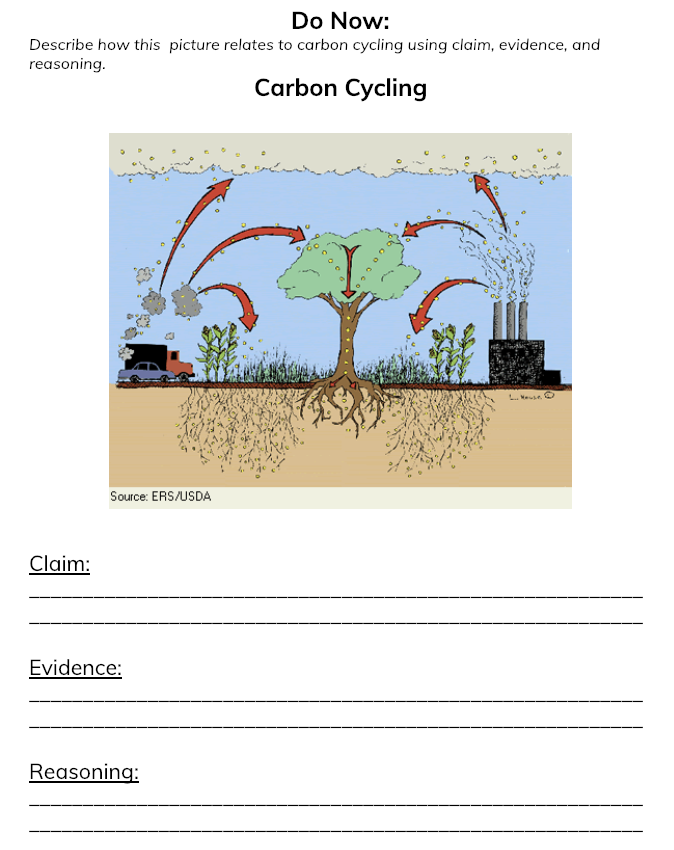 Do Now:
Describe how this  picture relates to carbon cycling using claim, evidence, and
reasoning.
Carbon Cycling
L. House ©
Source: ERS/USDA
Claim:
Evidence:
Reasoning: